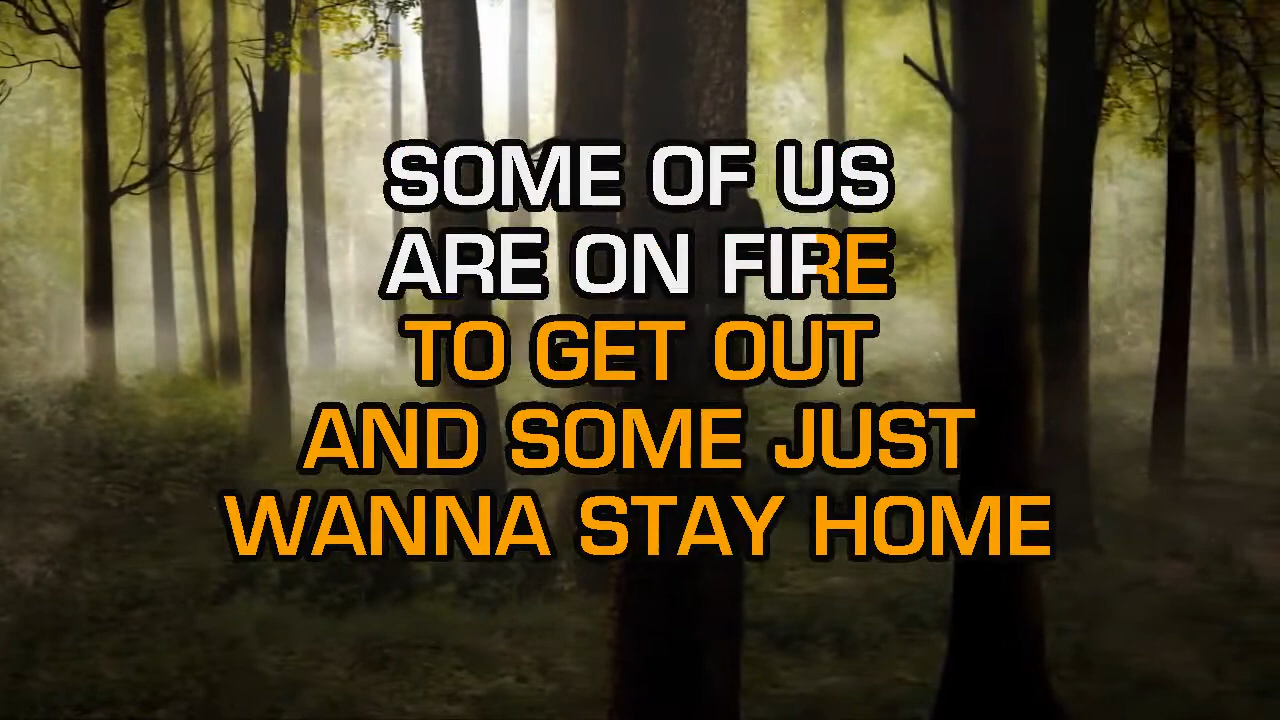 SOME OF US
ARE ON FIRE
TO GET OUT
AND SOME JUST
WANNA STAY HOME